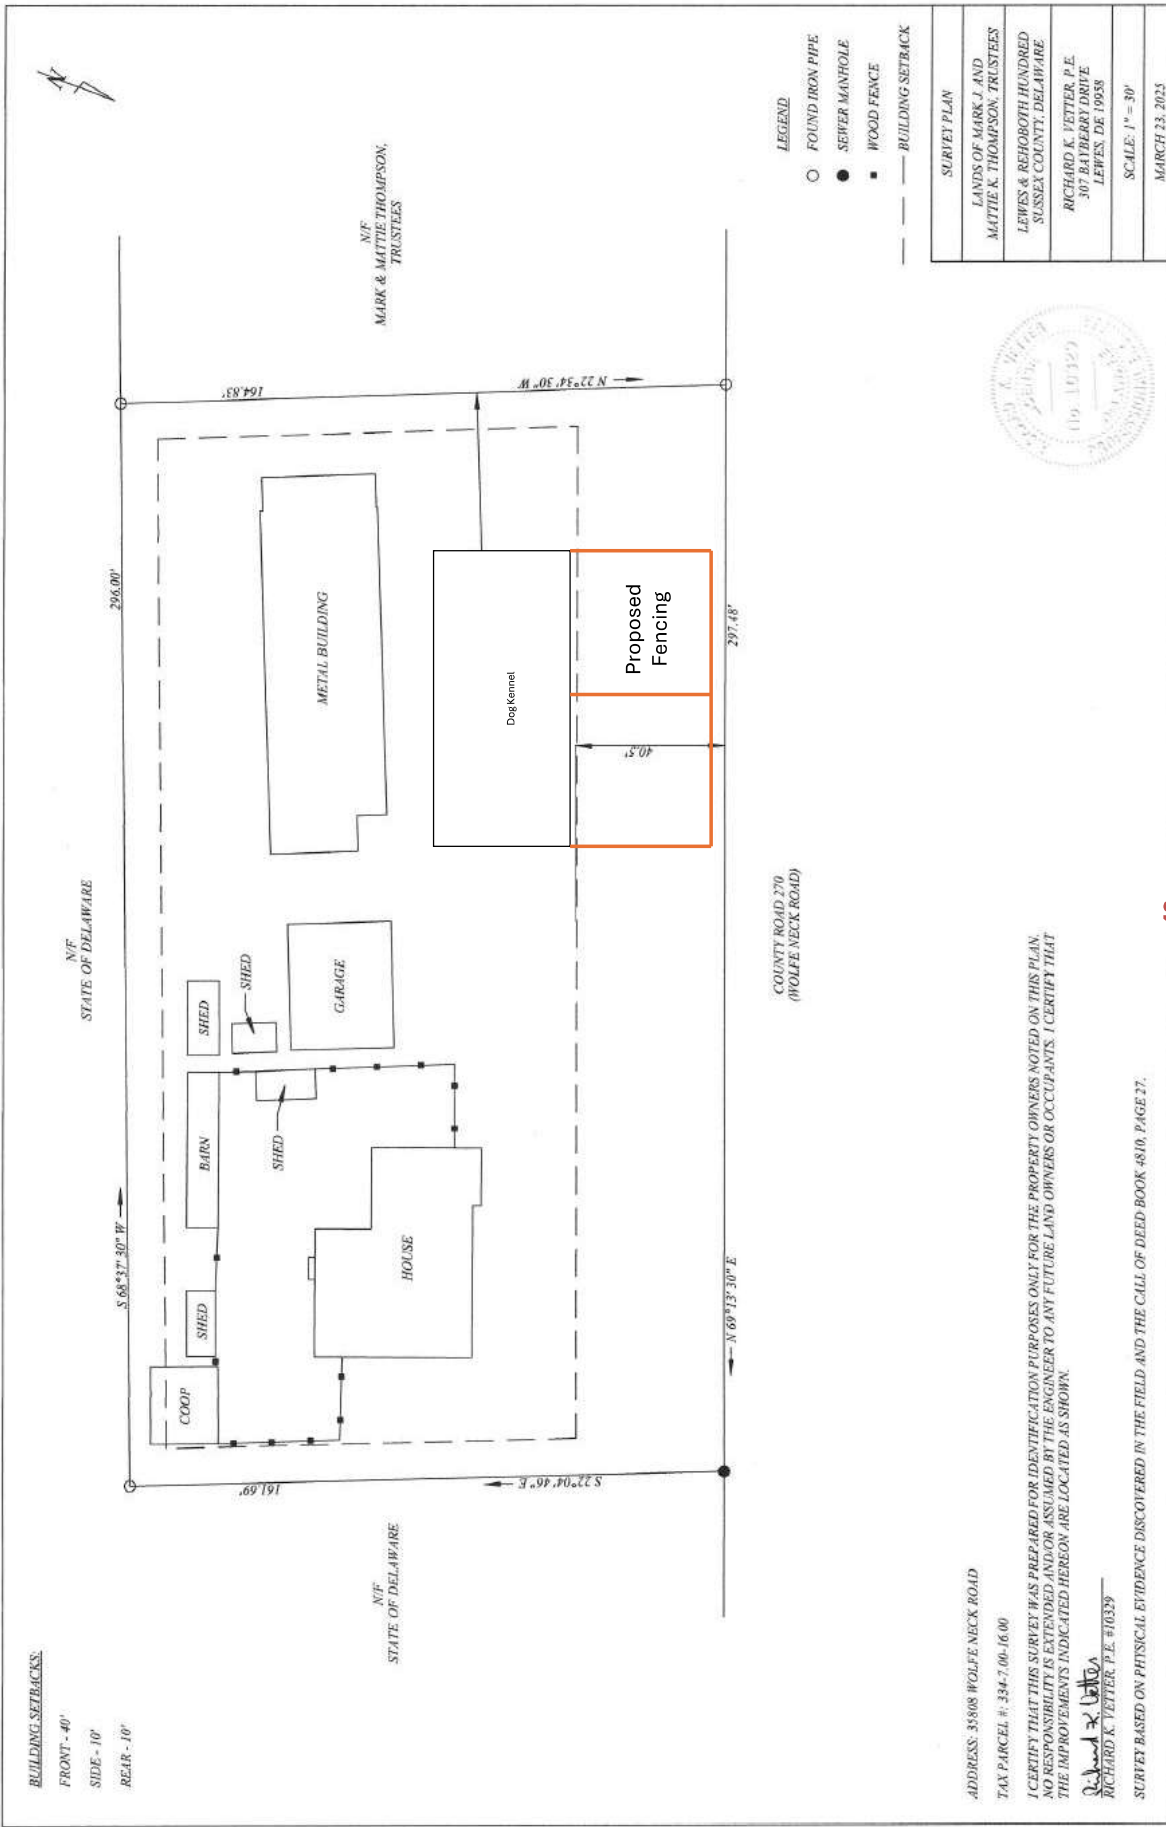 BUILDING SETBACKS:
FRONT - 40'
SIDE - 10'
REAR - 10'
N
N/F
STATE OF DELAWARE
N/F
STATE OF DELAWARE
N/F
MARK & MATTIE THOMPSON,
TRUSTEES
S 68°37'30" W
296.00'
164.83'
N 22°34'30" W
161.69'
S 22°04'46" E
N 69°13'30" E
297.48'
COOP
SHED
BARN
SHED
SHED
SHED
GARAGE
HOUSE
METAL BUILDING
Dog Kennel
Proposed
Fencing
40.5'
COUNTY ROAD 270
(WOLFE NECK ROAD)
LEGEND
FOUND IRON PIPE
SEWER MANHOLE
WOOD FENCE
BUILDING SETBACK
SURVEY PLAN
LANDS OF MARK J. AND
MATTIE K. THOMPSON, TRUSTEES
LEWES & REHOBOTH HUNDRED
SUSSEX COUNTY, DELAWARE
RICHARD K. VETTER, P.E.
307 BAYBERRY DRIVE
LEWES, DE 19958
SCALE: 1" = 30'
MARCH 23, 2025
ADDRESS: 35808 WOLFE NECK ROAD
TAX PARCEL #: 334-7.00-16.00
I CERTIFY THAT THIS SURVEY WAS PREPARED FOR IDENTIFICATION PURPOSES ONLY FOR THE PROPERTY OWNERS NOTED ON THIS PLAN.
NO RESPONSIBILITY IS EXTENDED AND/OR ASSUMED BY THE ENGINEER TO ANY FUTURE LAND OWNERS OR OCCUPANTS. I CERTIFY THAT
THE IMPROVEMENTS INDICATED HEREON ARE LOCATED AS SHOWN.
Richard K. Vetter
RICHARD K. VETTER, P.E. #10329
SURVEY BASED ON PHYSICAL EVIDENCE DISCOVERED IN THE FIELD AND THE CALL OF DEED BOOK 4810, PAGE 27.